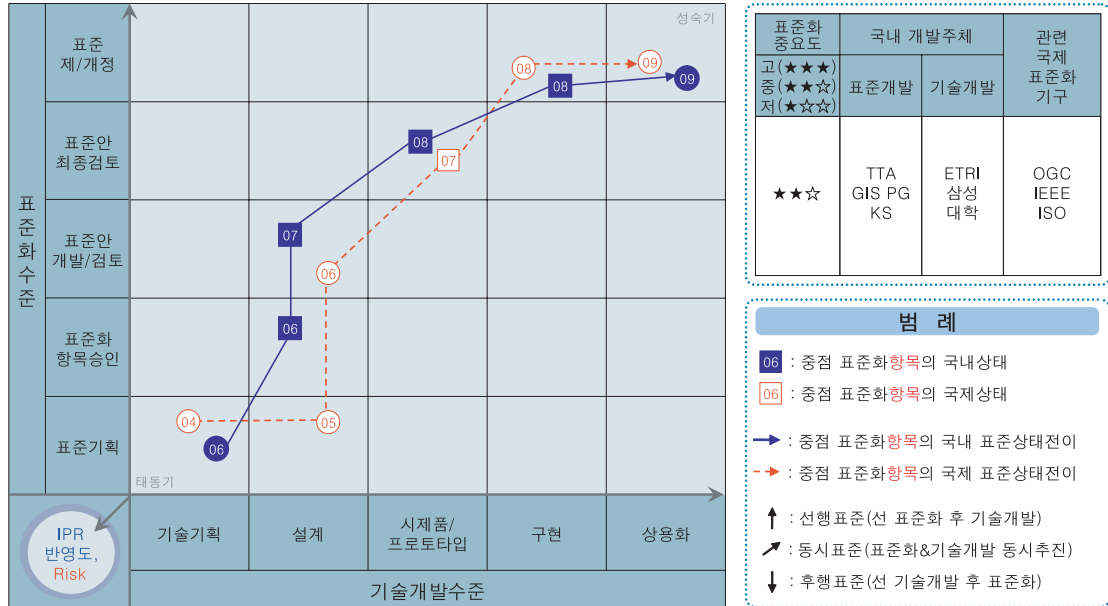 성숙기
표준
제/개정
표준안
최종검토
표준안
개발/검토
표준화
항목승인
표준기획
표준화수준
08
09
08
09
08
07
07
06
06
04
05
06
태동기
IPR
반영도,
Risk
기술기획
설계
시제품/
프로토타입
구현
상용화
기술개발수준
표준화
중요도
고(★★★)
중(★★☆)
저(★☆☆)
국내 개발주체
표준개발
기술개발
관련
국제
표준화
기구
★★☆
TTA
GIS PG
KS
ETRI
삼성
대학
OGC
IEEE
ISO
범 례
06 : 중점 표준화항목의 국내상태
06 : 중점 표준화항목의 국제상태
: 중점 표준화항목의 국내 표준상태전이
: 중점 표준화항목의 국제 표준상태전이
: 선행표준(선 표준화 후 기술개발)
: 동시표준(표준화&기술개발 동시추진)
: 후행표준(선 기술개발 후 표준화)